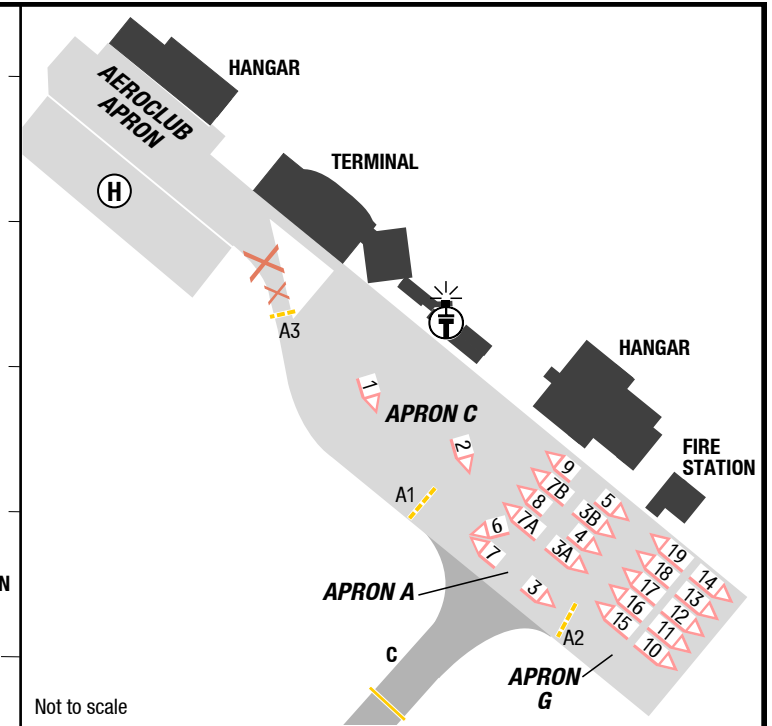 HANGAR
AEROCLUB
APRON
TERMINAL
H
A3
HANGAR
1
APRON C
2
FIRE
STATION
9
7B
5
A1
8
3B
7A
4
6
3A
19
7
18
14
17
13
N
APRON A
3
16
12
15
11
A2
10
C
APRON
G
Not to scale